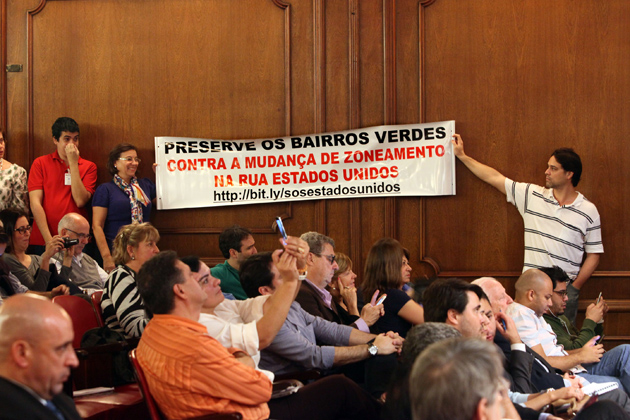 PRESERVE OS BAIRROS VERDES
CONTRA A MUDANÇA DE ZONEAMENTO
NA RUA ESTADOS UNIDOS
http://bit.ly/sosestadosunidos